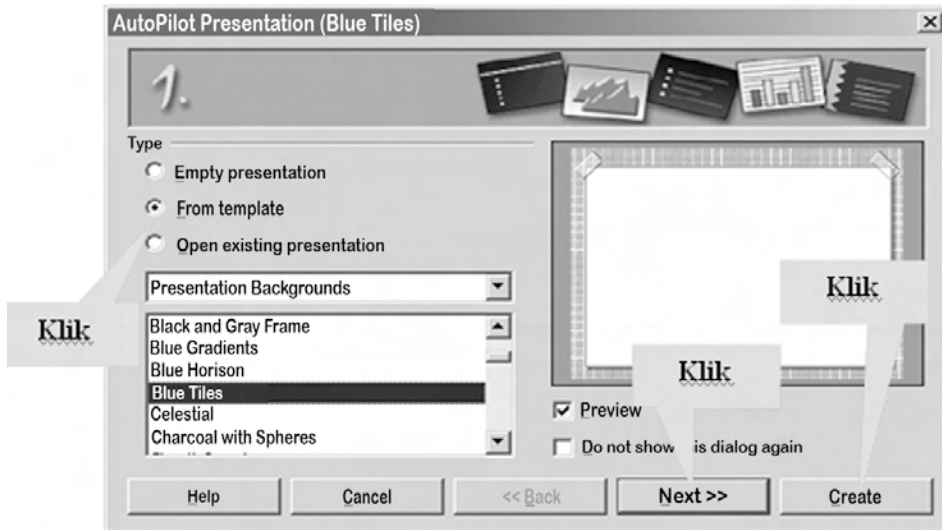 AutoPilot Presentation (Blue Tiles)
1.
Type
Empty presentation
From template
Open existing presentation
Presentation Backgrounds
Klik
Klik
Black and Gray Frame
Blue Gradients
Blue Horison
Blue Tiles
Celestial
Charcoal with Spheres
Klik
Preview
Do not show is dialog again
Help
Cancel
<< Back
Next >>
Create